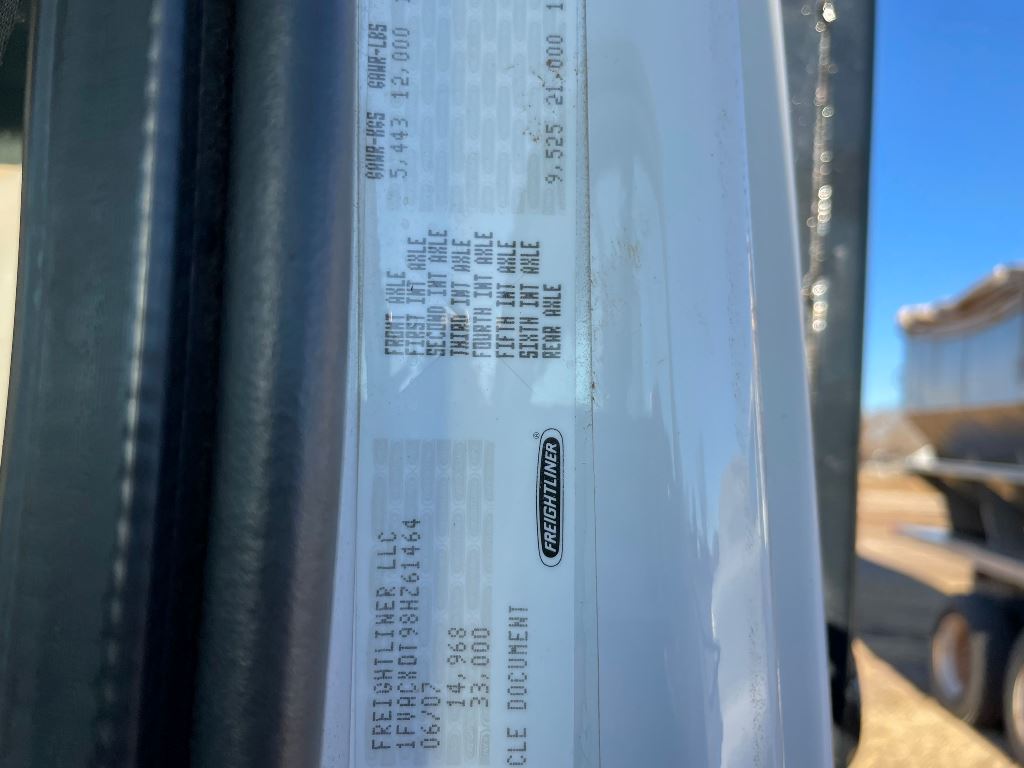 FREIGHTLINER LLC
1FVACXDT98HZ61464
06/07
14,968
33,000
CLE DOCUMENT
FREIGHTLINER®
GAWR-KGS GAWR-LBS
FRONT AXLE 5,443 12,000
FIRST INT AXLE
SECOND INT AXLE
THIRD INT AXLE
FOURTH INT AXLE
FIFTH INT AXLE
SIXTH INT AXLE
REAR AXLE 9,525 21,000